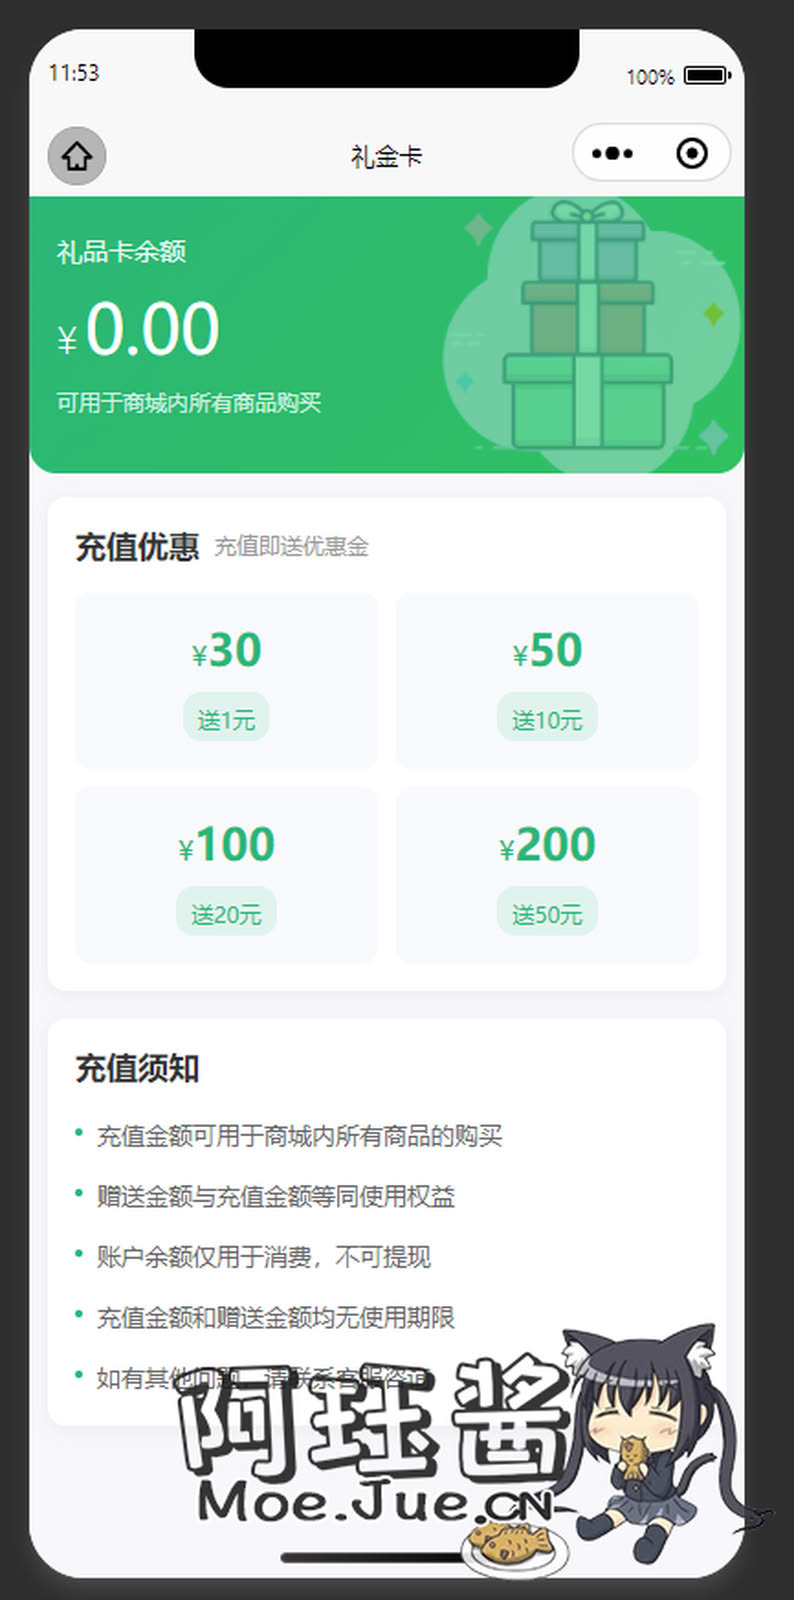 11:53
100%
礼金卡
礼品卡余额
¥0.00
可用于商城内所有商品购买
充值优惠 充值即送优惠金
¥30
¥50
送1元
送10元
¥100
¥200
送20元
送50元
充值须知
充值金额可用于商城内所有商品的购买
赠送金额与充值金额等同使用权益
账户余额仅用于消费，不可提现
充值金额和赠送金额均无使用期限
如有其他问题，请联系客服咨询
阿珏酱
Moe.Jue.CN